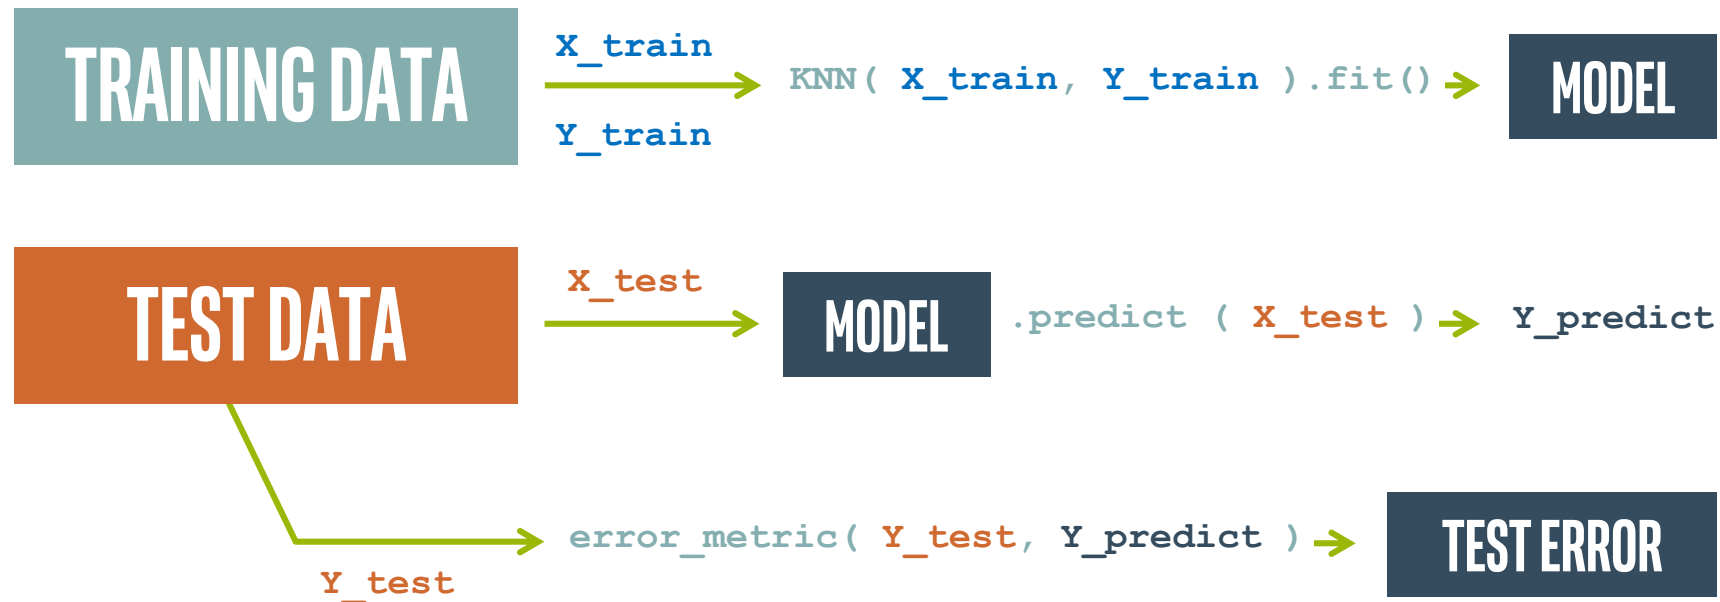 TRAINING DATA
X_train
Y_train
KNN( X_train, Y_train ).fit()
MODEL
TEST DATA
X_test
MODEL
.predict ( X_test )
Y_predict
Y_test
error_metric( Y_test, Y_predict )
TEST ERROR